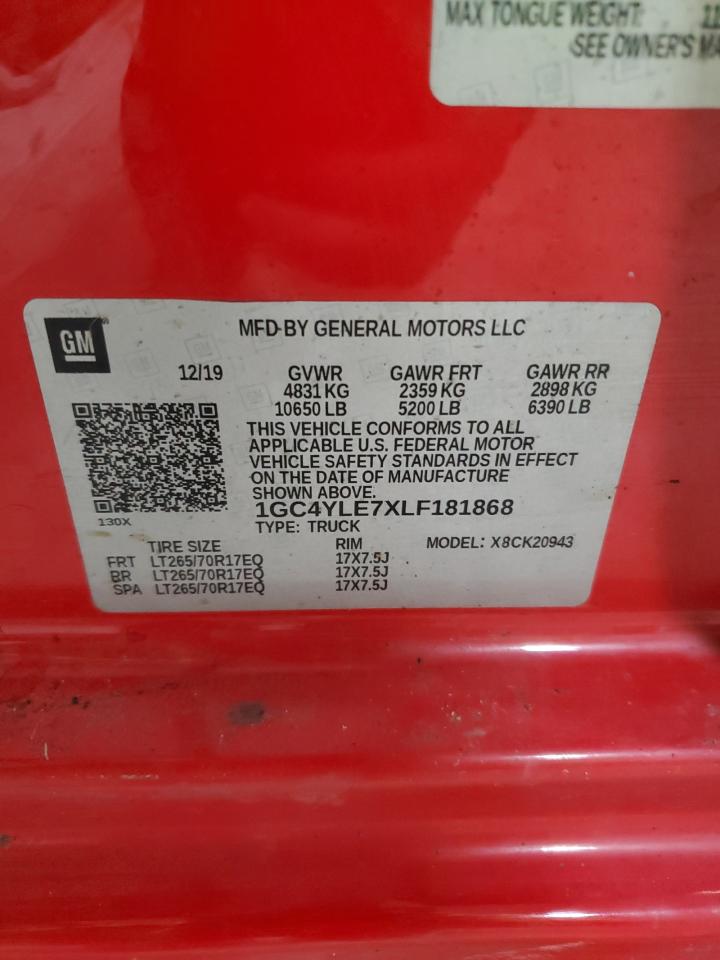 MAX TONGUE WEIGHT:
SEE OWNER'S
GM
MFD BY GENERAL MOTORS LLC
12/19 GVWR GAWR FRT GAWR RR
4831 KG 2359 KG 2898 KG
10650 LB 5200 LB 6390 LB
THIS VEHICLE CONFORMS TO ALL
APPLICABLE U.S. FEDERAL MOTOR
VEHICLE SAFETY STANDARDS IN EFFECT
ON THE DATE OF MANUFACTURE
SHOWN ABOVE.
1GC4YLE7XLF181868
130X
TYPE: TRUCK
TIRE SIZE RIM MODEL: X8CK20943
FRT LT265/70R17EQ 17X7.5J
BR LT265/70R17EQ 17X7.5J
SPA LT265/70R17EQ 17X7.5J